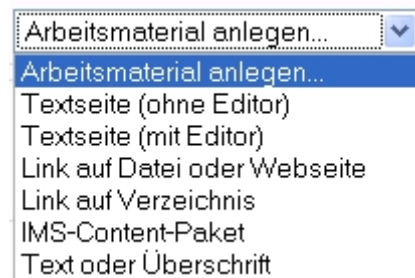 Arbeitsmaterial anlegen...
Arbeitsmaterial anlegen...
Textseite (ohne Editor)
Textseite (mit Editor)
Link auf Datei oder Webseite
Link auf Verzeichnis
IMS-Content-Paket
Text oder Überschrift